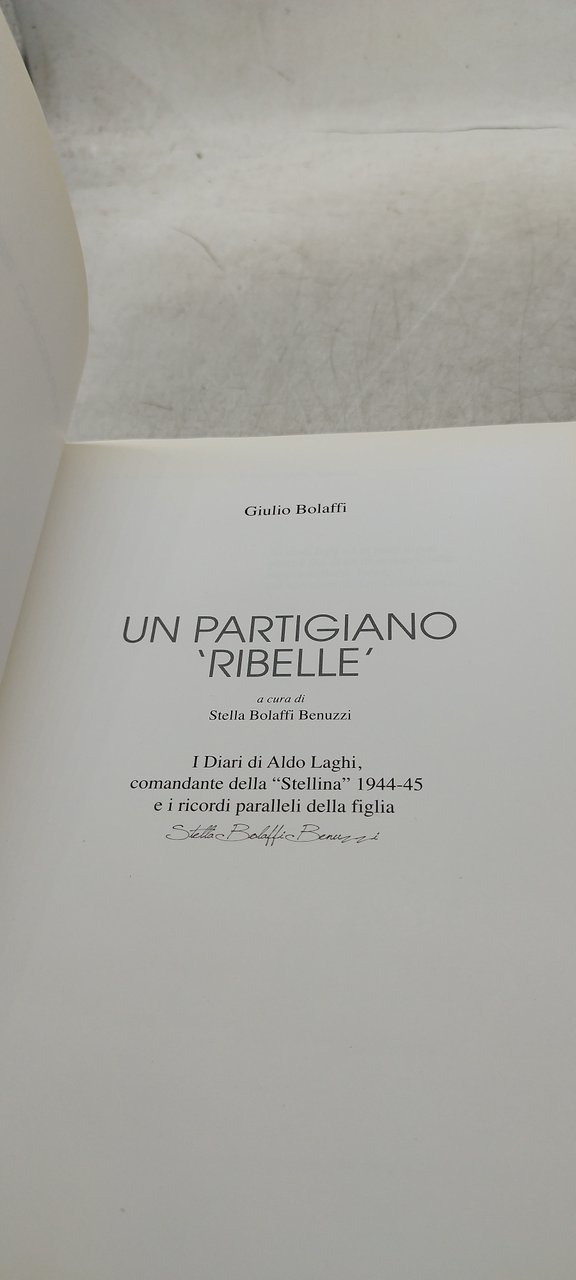 Giulio Bolaffi
UN PARTIGIANO
‘RIBELLE’
a cura di
Stella Bolaffi Benuzzi
I Diari di Aldo Laghi,
comandante della “Stellina” 1944-45
e i ricordi paralleli della figlia
Stella Bolaffi Benuzzi